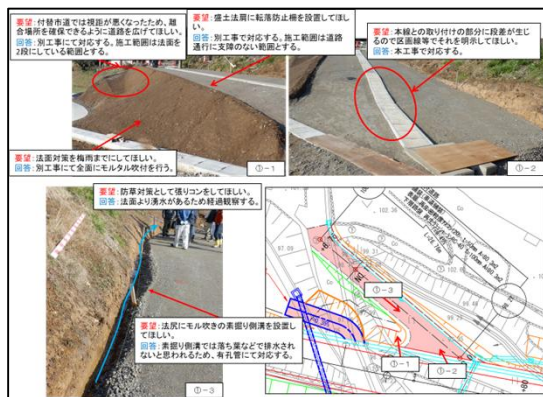 要望：付替市道では視距が悪くなったため、融
合場所を確保できるように道路を広げてほしい。
回答：別工事にて対応する。施工範囲は法面を
2段にしている範囲とする。
要望：盛土法肩に転落防止柵を設置してほし
い。
回答：別工事で対応する。施工範囲は道路
通行に支障のない範囲とする。
要望：本線との取り付けの部分に段差が生じ
るので区画線等でそれを明示してほしい。
回答：本工事で対応する。
要望：法面対策を梅雨までにしてほしい。
回答：別工事にて全面にモルタル吹付を行う。
①-1
①-2
要望：防草対策として張りコンをしてほしい。
回答：法面より湧水があるため経過観察する。
要望：法尻にモル吹きの素掘り側溝を設置し
てほしい。
回答：素掘り側溝では落ち葉などで排水され
ないと思われるため、有孔管にて対応する。
①-3
①-3
①-1
①-2